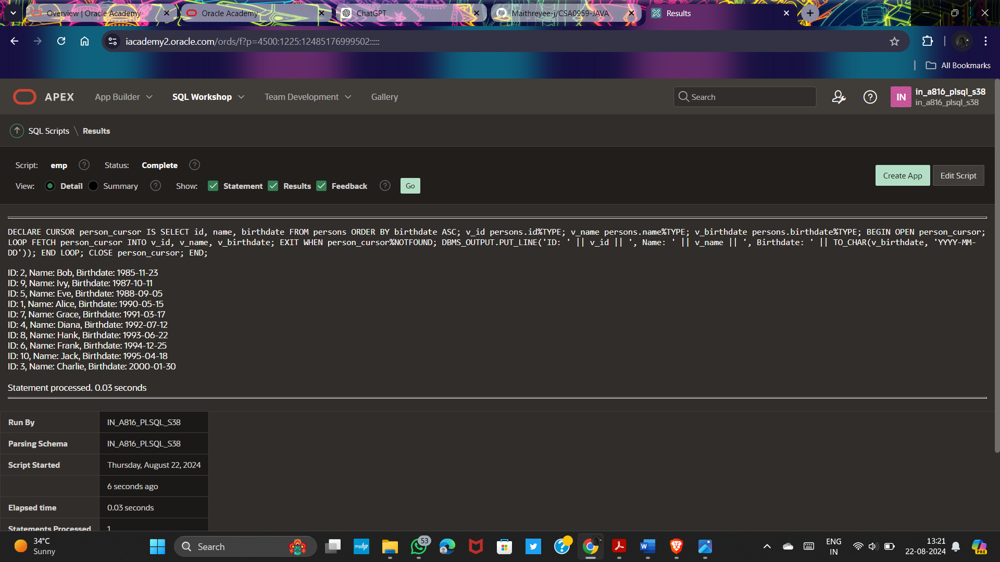 Overview | Oracle Academy
Oracle Academy
ChatGPT
Maithreyee-j/CSA0959-JAVA
Results
iacademy2.oracle.com/ords/f?p=4500:1225:12485176999502:::::
All Bookmarks
APEX
App Builder
SQL Workshop
Team Development
Gallery
Search
IN
in_a816_plsql_s38
in_a816_plsql_s38
SQL Scripts \ Results
Script: emp ? Status: Complete ?
View: Detail Summary ? Show: Statement Results Feedback ? Go
Create App
Edit Script
DECLARE CURSOR person_cursor IS SELECT id, name, birthdate FROM persons ORDER BY birthdate ASC; v_id persons.id%TYPE; v_name persons.name%TYPE; v_birthdate persons.birthdate%TYPE; BEGIN OPEN person_cursor;
LOOP FETCH person_cursor INTO v_id, v_name, v_birthdate; EXIT WHEN person_cursor%NOTFOUND; DBMS_OUTPUT.PUT_LINE('ID: ' || v_id || ', Name: ' || v_name || ', Birthdate: ' || TO_CHAR(v_birthdate, 'YYYY-MM-
DD')); END LOOP; CLOSE person_cursor; END;
ID: 2, Name: Bob, Birthdate: 1985-11-23
ID: 9, Name: Ivy, Birthdate: 1987-10-11
ID: 5, Name: Eve, Birthdate: 1988-09-05
ID: 1, Name: Alice, Birthdate: 1990-05-15
ID: 7, Name: Grace, Birthdate: 1991-03-17
ID: 4, Name: Diana, Birthdate: 1992-07-12
ID: 8, Name: Hank, Birthdate: 1993-06-22
ID: 6, Name: Frank, Birthdate: 1994-12-25
ID: 10, Name: Jack, Birthdate: 1995-04-18
ID: 3, Name: Charlie, Birthdate: 2000-01-30
Statement processed. 0.03 seconds
Run By IN_A816_PLSQL_S38
Parsing Schema IN_A816_PLSQL_S38
Script Started Thursday, August 22, 2024
6 seconds ago
Elapsed time 0.03 seconds
Statements Processed 1
34°C
Sunny
Search
myhp
53
ENG
IN
13:21
22-08-2024
PRE